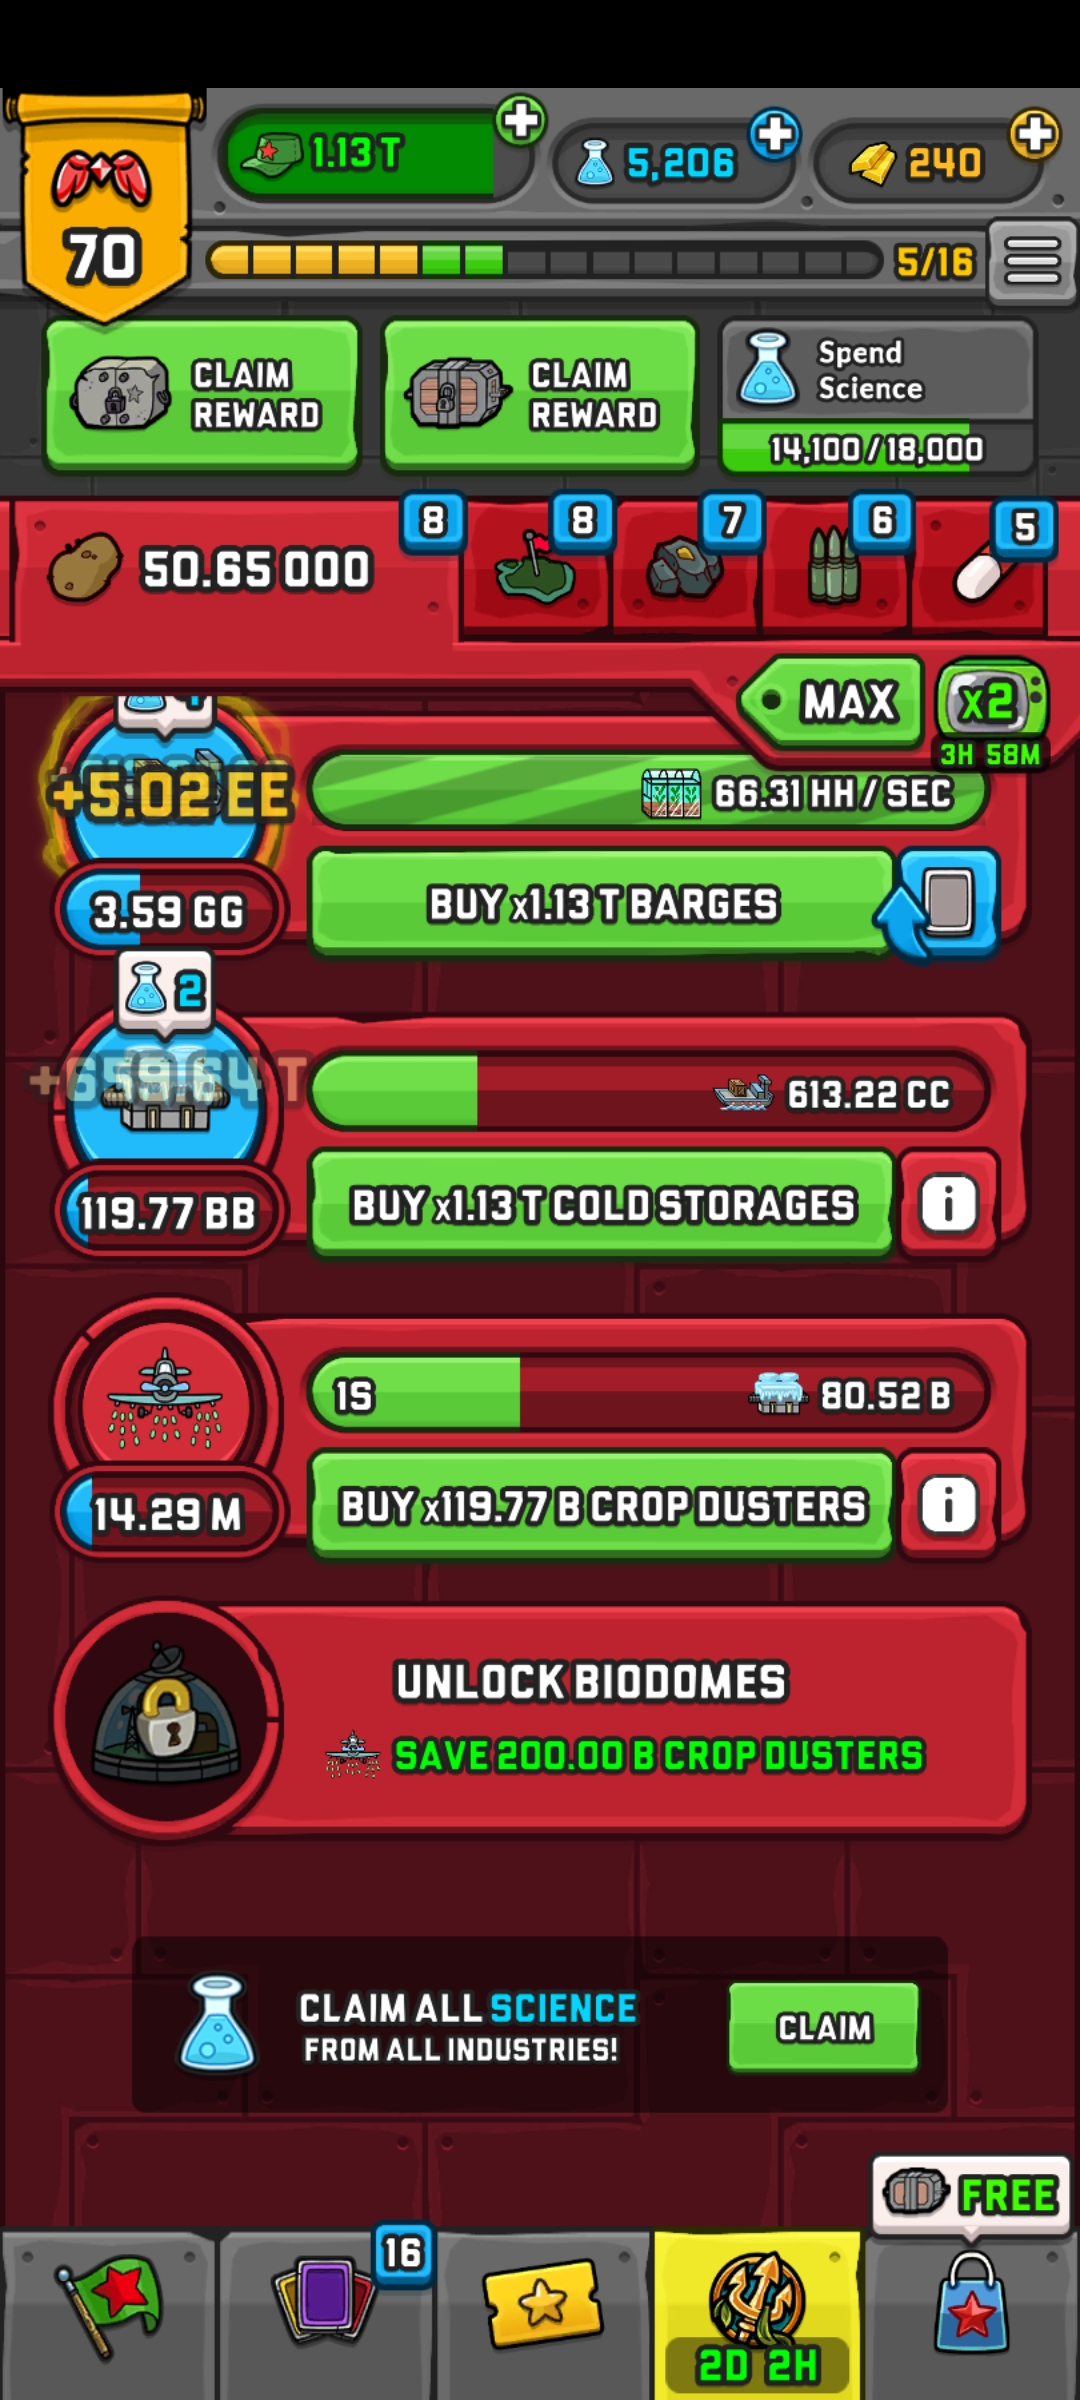 70
1.13 T
5,206
240
5/16
CLAIM
REWARD
CLAIM
REWARD
Spend
Science
14,100 / 18,000
50.65 000
8
8
7
6
5
MAX
x2
3H 58M
+5.02 EE
66.31 HH / SEC
3.59 GG
BUY x1.13 T BARGES
2
+659.64 T
613.22 CC
119.77 BB
BUY x1.13 T COLD STORAGES
i
1S
80.52 B
14.29 M
BUY x119.77 B CROP DUSTERS
i
UNLOCK BIODOMES
SAVE 200.00 B CROP DUSTERS
CLAIM ALL SCIENCE
FROM ALL INDUSTRIES!
CLAIM
FREE
16
2D 2H